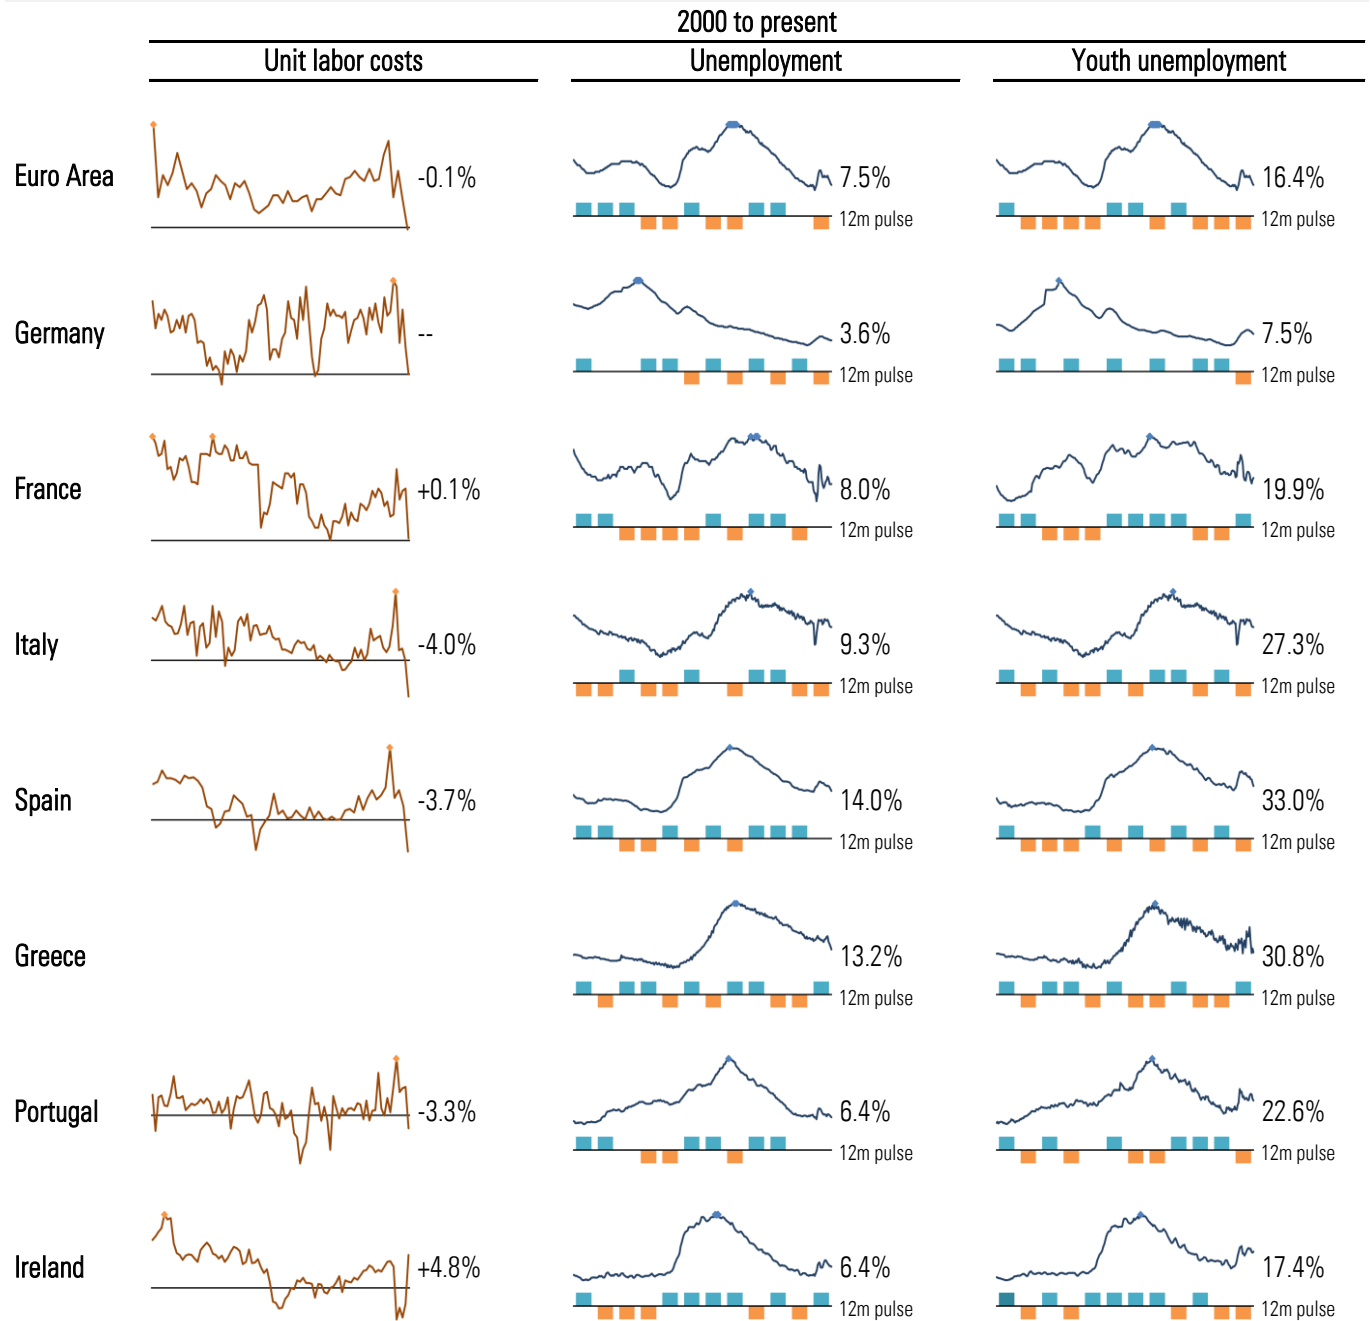 2000 to present
Unit labor costs Unemployment Youth unemployment
Euro Area -0.1% 7.5% 16.4%
12m pulse 12m pulse
Germany -- 3.6% 7.5%
12m pulse 12m pulse
France +0.1% 8.0% 19.9%
12m pulse 12m pulse
Italy -4.0% 9.3% 27.3%
12m pulse 12m pulse
Spain -3.7% 14.0% 33.0%
12m pulse 12m pulse
Greece 13.2% 30.8%
12m pulse 12m pulse
Portugal -3.3% 6.4% 22.6%
12m pulse 12m pulse
Ireland +4.8% 6.4% 17.4%
12m pulse 12m pulse